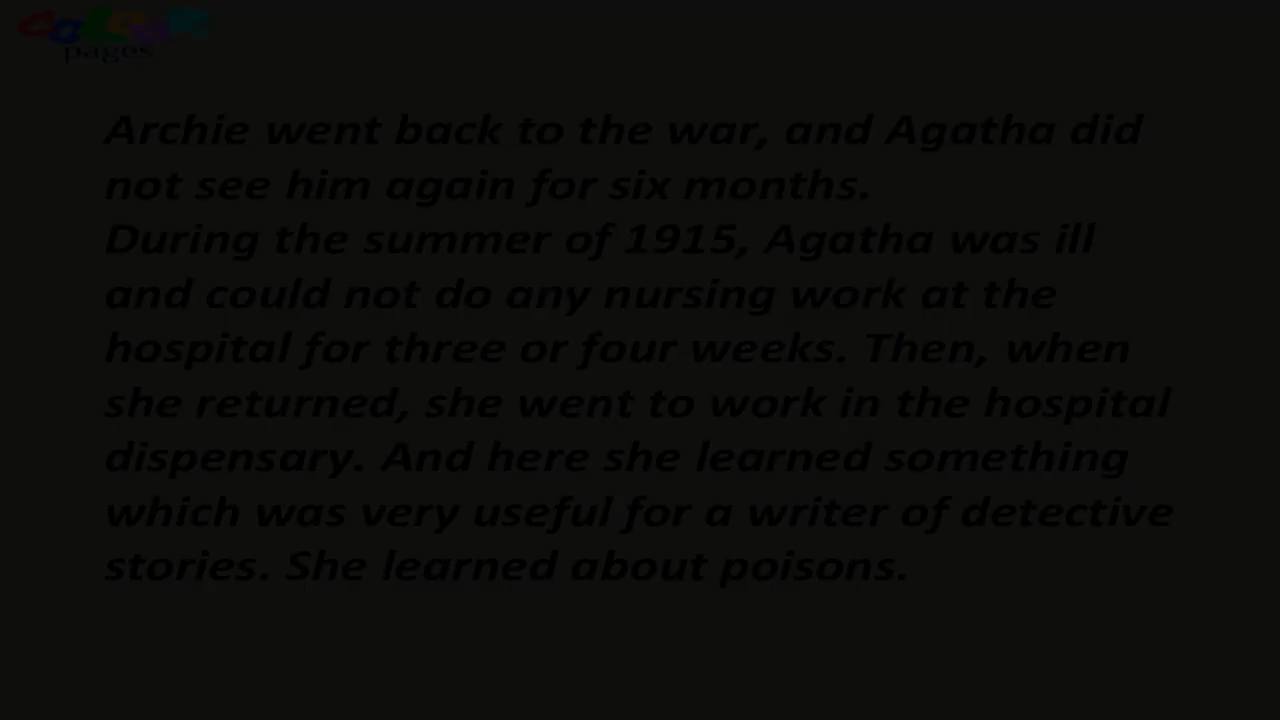 pages
Archie went back to the war, and Agatha did
not see him again for six months.
During the summer of 1915, Agatha was ill
and could not do any nursing work at the
hospital for three or four weeks. Then, when
she returned, she went to work in the hospital
dispensary. And here she learned something
which was very useful for a writer of detective
stories. She learned about poisons.